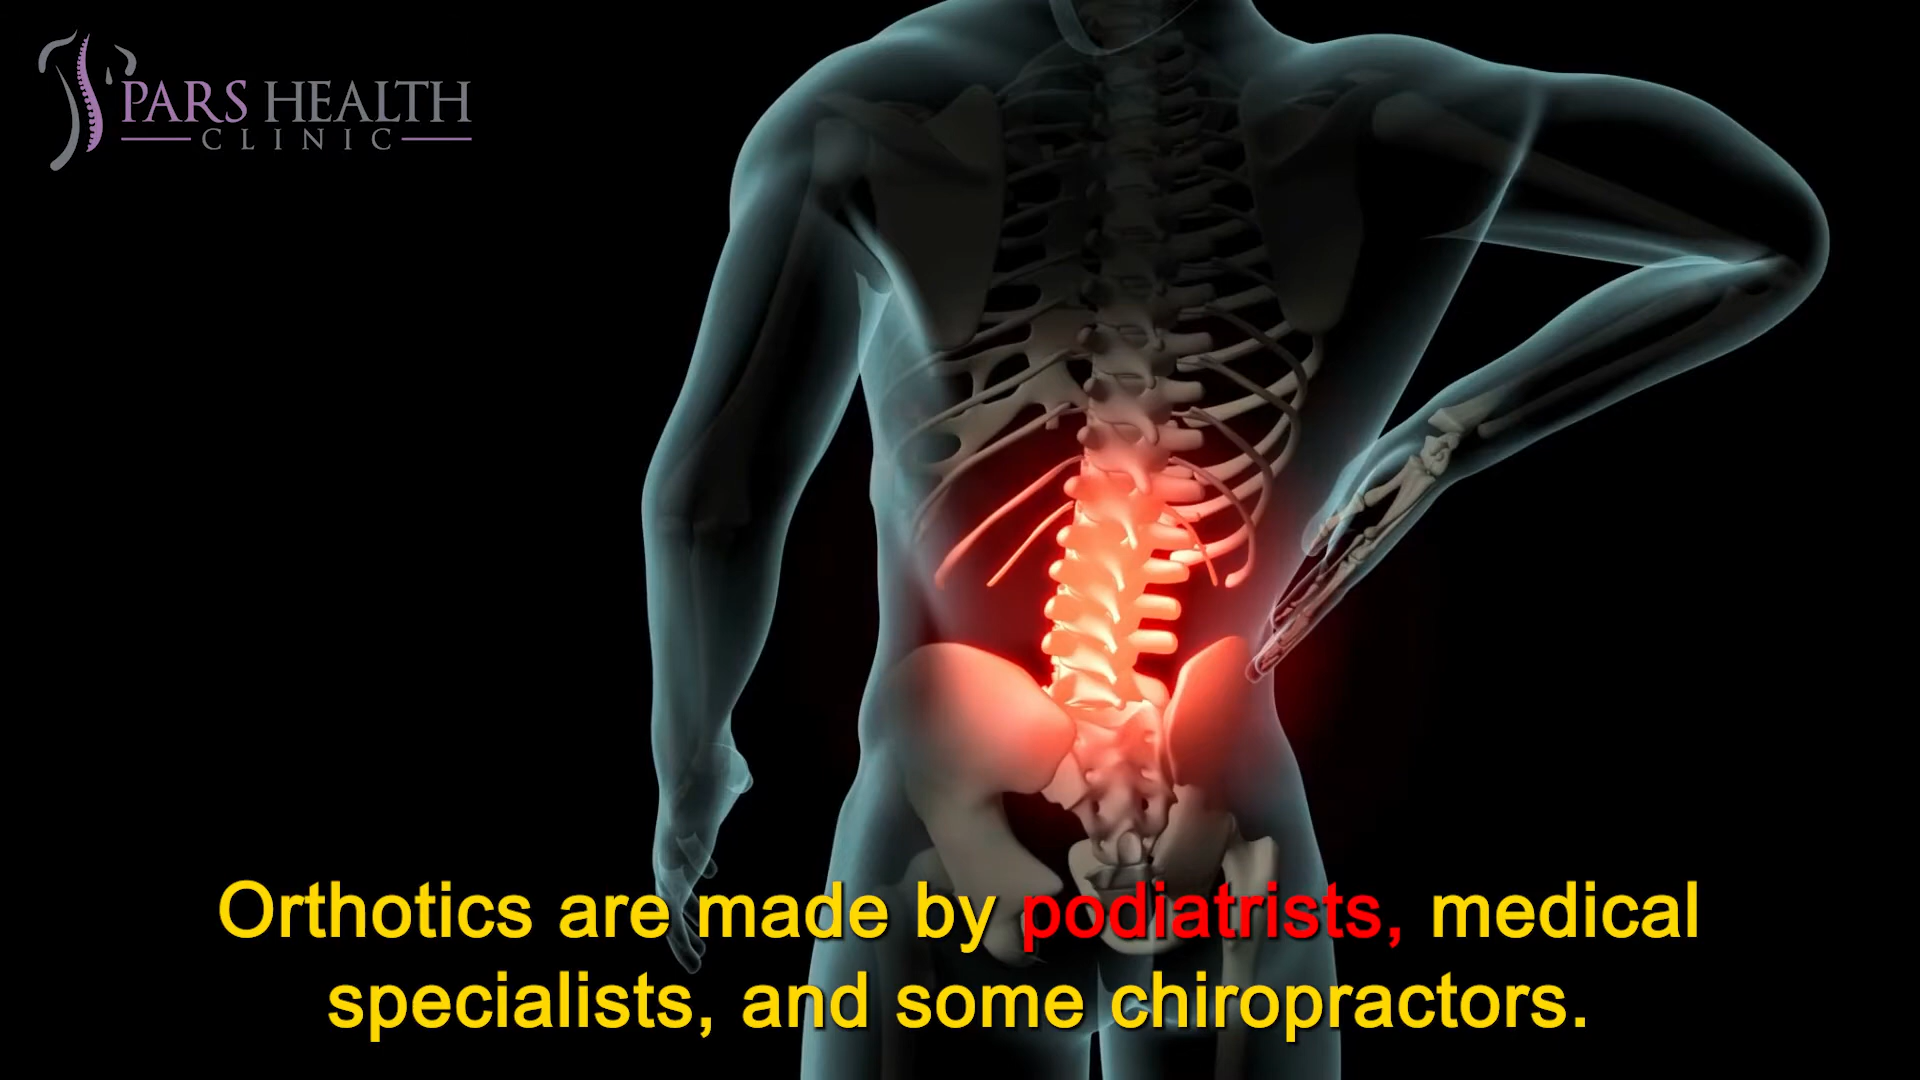 PARS HEALTH
CLINIC
Orthotics are made by podiatrists, medical
specialists, and some chiropractors.